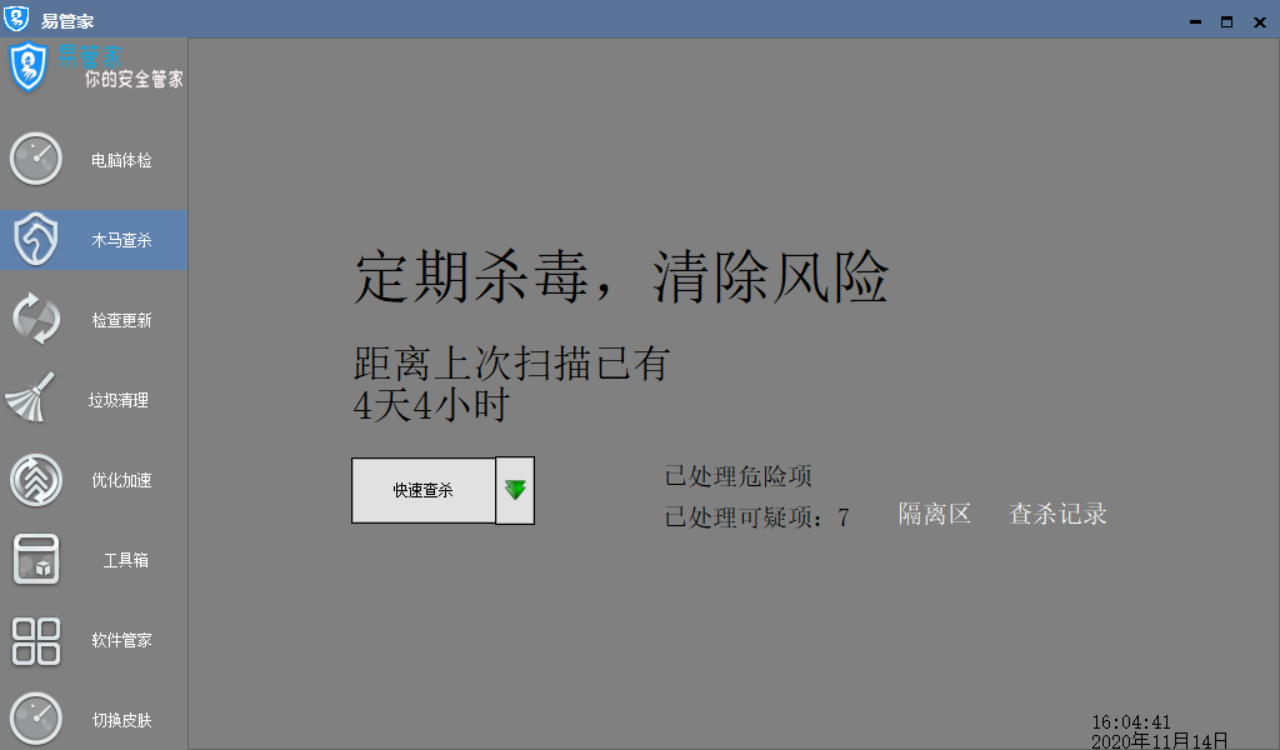 易管家
易管家
你的安全管家
电脑体检
木马查杀
检查更新
垃圾清理
优化加速
工具箱
软件管家
切换皮肤
定期杀毒，清除风险
距离上次扫描已有
4天4小时
快速查杀
已处理危险项
已处理可疑项：7
隔离区 查杀记录
16:04:41
2020年11月14日